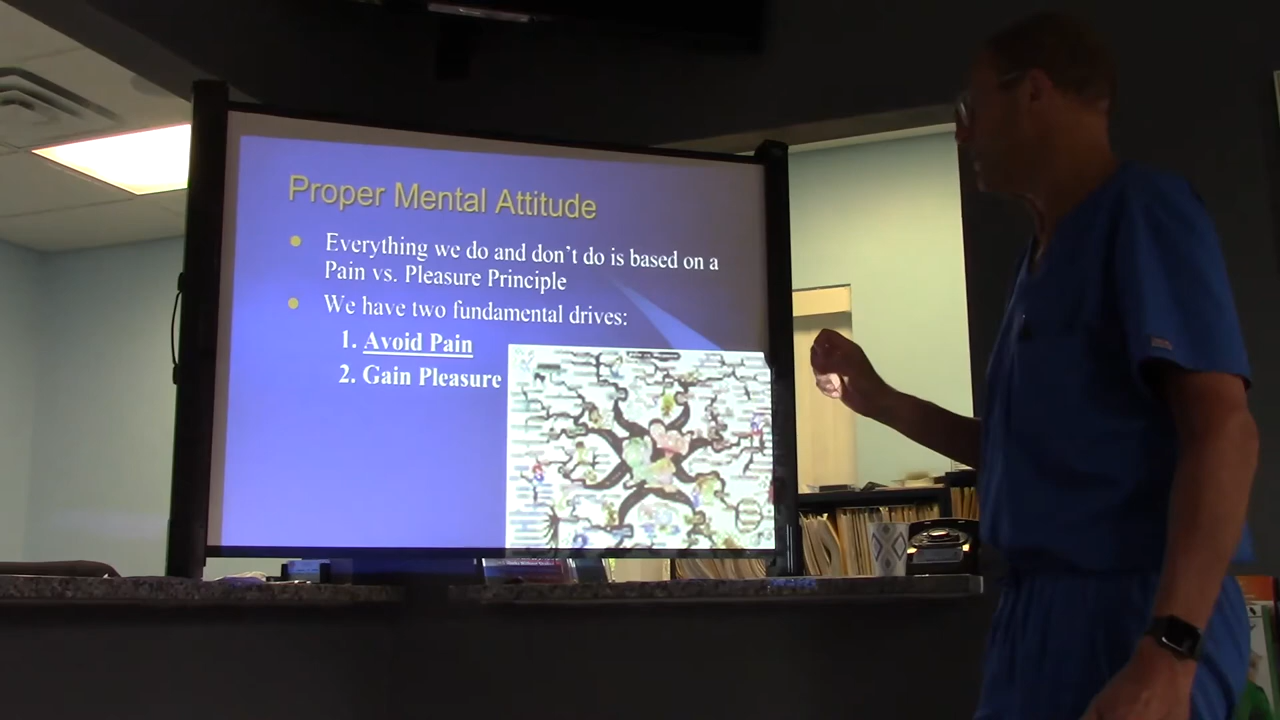 Proper Mental Attitude
Everything we do and don't do is based on a
Pain vs. Pleasure Principle
We have two fundamental drives:
1. Avoid Pain
2. Gain Pleasure